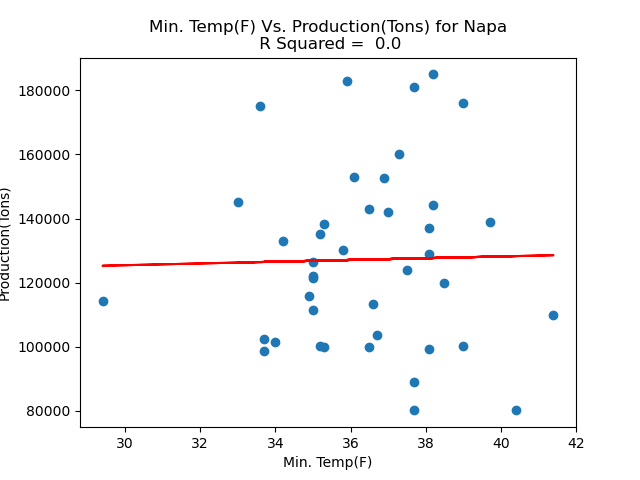 Min. Temp(F) Vs. Production(Tons) for Napa
R Squared =  0.0
180000
160000
140000
120000
100000
80000
Production(Tons)
30 32 34 36 38 40 42
Min. Temp(F)